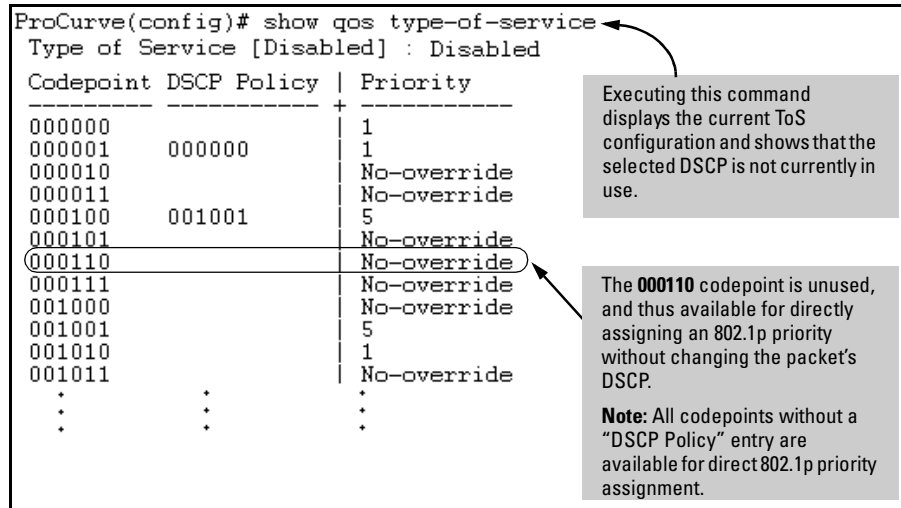 ProCurve(config)# show qos type-of-service
Type of Service [Disabled] : Disabled
Codepoint DSCP Policy | Priority
--------- ----------- + -----------
000000 | 1
000001 000000 | 1
000010 | No-override
000011 | No-override
000100 001001 | 5
000101 | No-override
000110 | No-override
000111 | No-override
001000 | No-override
001001 | 5
001010 | 1
001011 | No-override
. . .
. . .
. . .
Executing this command
displays the current ToS
configuration and shows that the
selected DSCP is not currently in
use.
The 000110 codepoint is unused,
and thus available for directly
assigning an 802.1p priority
without changing the packet's
DSCP.
Note: All codepoints without a
“DSCP Policy” entry are
available for direct 802.1p priority
assignment.